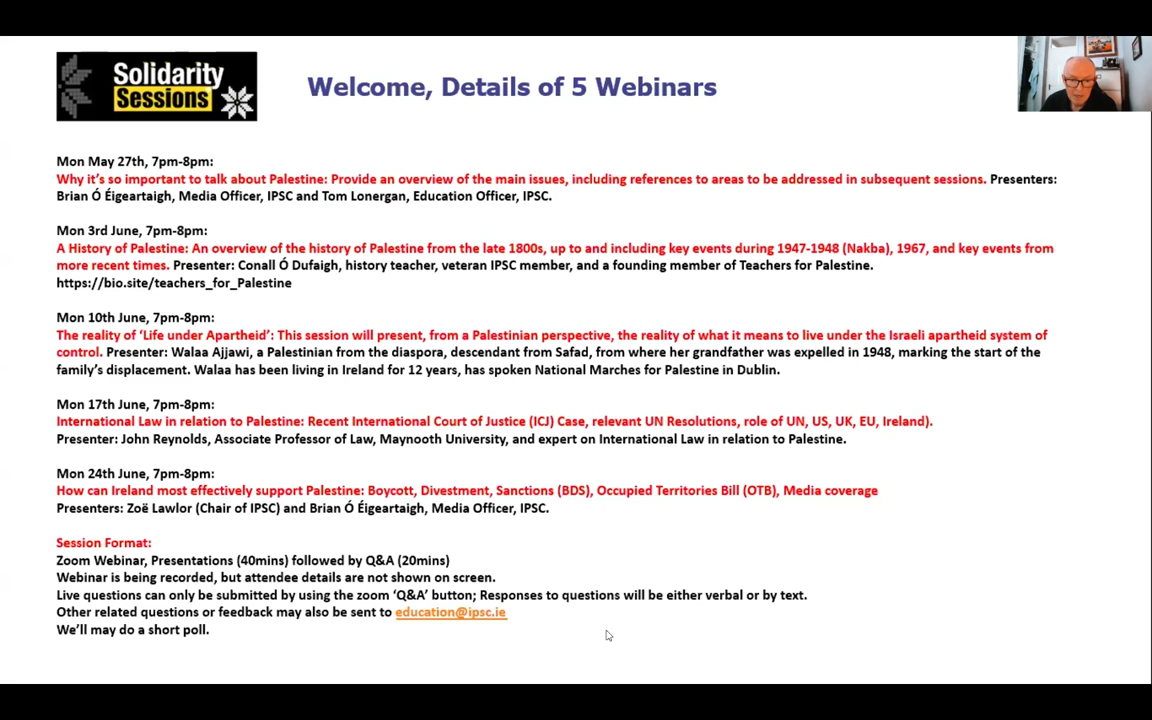 Solidarity
Sessions
Welcome, Details of 5 Webinars
Mon May 27th, 7pm-8pm:
Why it's so important to talk about Palestine: Provide an overview of the main issues, including references to areas to be addressed in subsequent sessions. Presenters:
Brian Ó Éigeartaigh, Media Officer, IPSC and Tom Lonergan, Education Officer, IPSC.
Mon 3rd June, 7pm-8pm:
A History of Palestine: An overview of the history of Palestine from the late 1800s, up to and including key events during 1947-1948 (Nakba), 1967, and key events from
more recent times. Presenter: Conall Ó Dufaigh, history teacher, veteran IPSC member, and a founding member of Teachers for Palestine.
https://bio.site/teachers_for_Palestine
Mon 10th June, 7pm-8pm:
The reality of ‘Life under Apartheid’: This session will present, from a Palestinian perspective, the reality of what it means to live under the Israeli apartheid system of
control. Presenter: Walaa Ajjawi, a Palestinian from the diaspora, descendant from Safad, from where her grandfather was expelled in 1948, marking the start of the
family’s displacement. Walaa has been living in Ireland for 12 years, has spoken National Marches for Palestine in Dublin.
Mon 17th June, 7pm-8pm:
International Law in relation to Palestine: Recent International Court of Justice (ICJ) Case, relevant UN Resolutions, role of UN, US, UK, EU, Ireland).
Presenter: John Reynolds, Associate Professor of Law, Maynooth University, and expert on International Law in relation to Palestine.
Mon 24th June, 7pm-8pm:
How can Ireland most effectively support Palestine: Boycott, Divestment, Sanctions (BDS), Occupied Territories Bill (OTB), Media coverage
Presenters: Zoë Lawlor (Chair of IPSC) and Brian Ó Éigeartaigh, Media Officer, IPSC.
Session Format:
Zoom Webinar, Presentations (40mins) followed by Q&A (20mins)
Webinar is being recorded, but attendee details are not shown on screen.
Live questions can only be submitted by using the zoom ‘Q&A’ button; Responses to questions will be either verbal or by text.
Other related questions or feedback may also be sent to education@ipsc.ie
We’ll may do a short poll.